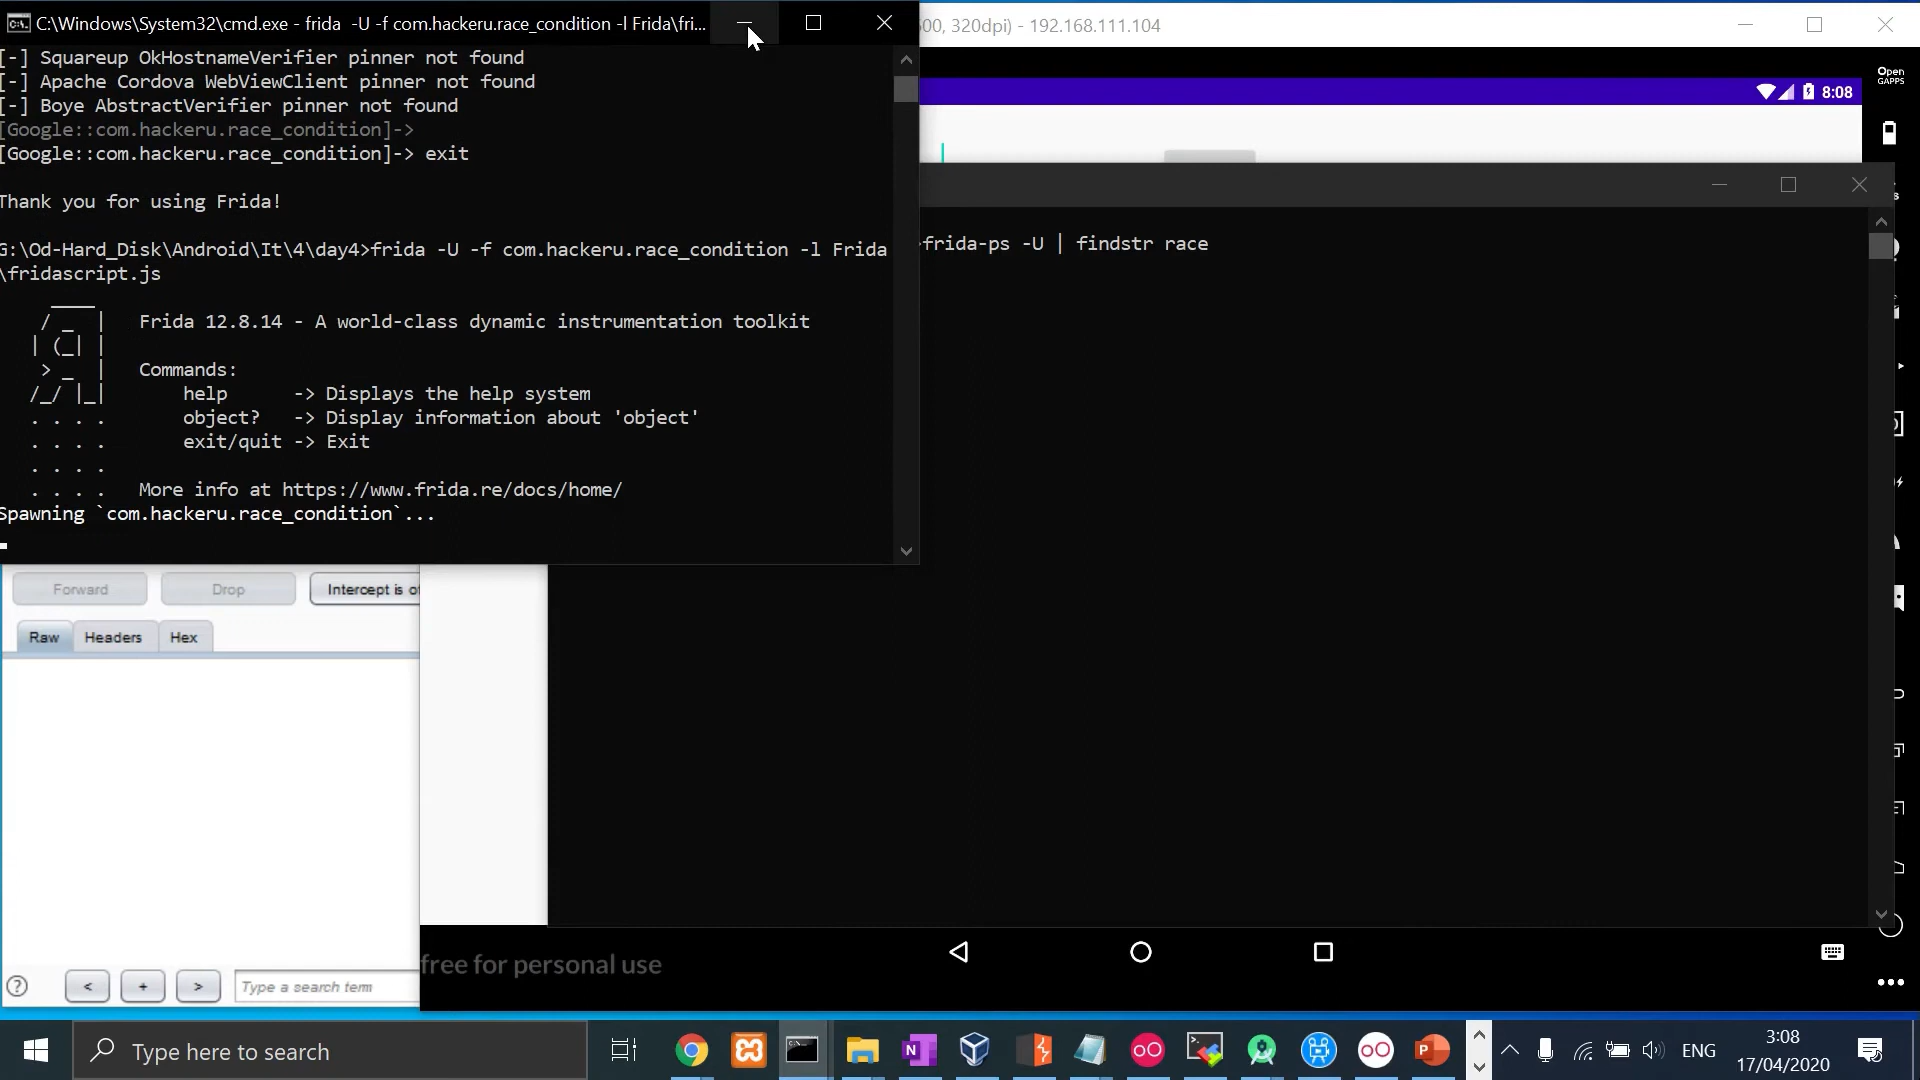 C:\Windows\System32\cmd.exe - frida  -U -f com.hackeru.race_condition -l Frida\fri...
[-] Squareup OkHostnameVerifier pinner not found
[-] Apache Cordova WebViewClient pinner not found
[-] Boye AbstractVerifier pinner not found
[Google::com.hackeru.race_condition]->
[Google::com.hackeru.race_condition]-> exit
Thank you for using Frida!
G:\Od-Hard_Disk\Android\It\4\day4>frida -U -f com.hackeru.race_condition -l Frida
\fridascript.js
Frida 12.8.14 - A world-class dynamic instrumentation toolkit
Commands:
help -> Displays the help system
object? -> Display information about 'object'
exit/quit -> Exit
More info at https://www.frida.re/docs/home/
Spawning `com.hackeru.race_condition`...
00, 320dpi) - 192.168.111.104
Open
GAPPS
8:08
>frida-ps -U | findstr race
Forward
Drop
Intercept is of
Raw
Headers
Hex
?
<
+
>
Type a search term
free for personal use
Type here to search
ENG
3:08
17/04/2020